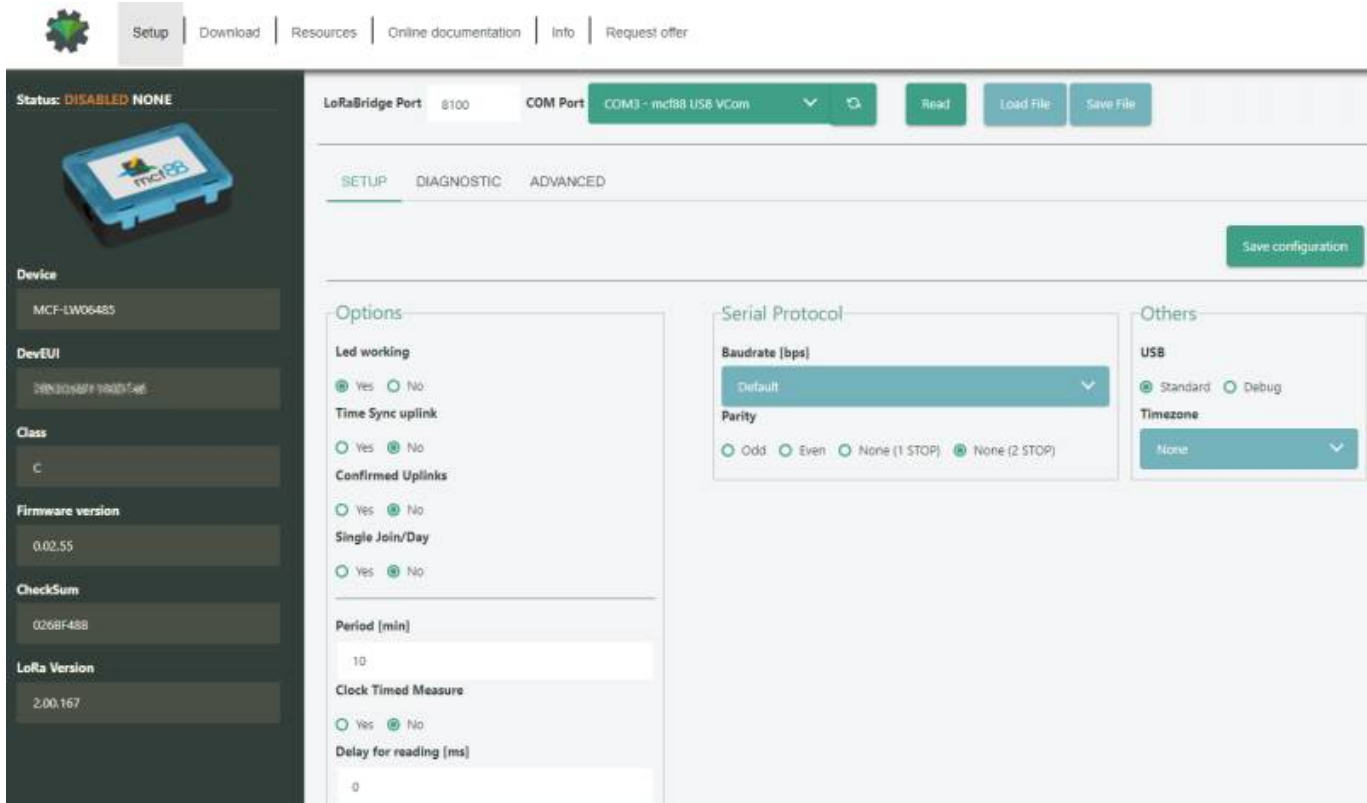 Setup Download Resources Online documentation Info Request offer
Status: DISABLED NONE
LoRaBridge Port 8100 COM Port COM3 - mcf88 USB VCom Read Load File Save File
mcf88
SETUP DIAGNOSTIC ADVANCED
Save configuration
Device
MCF-LW06485
DevEUI
Class
C
Firmware version
0.02.55
CheckSum
026BF48B
LoRa Version
2.00.167
Options
Led working
Yes No
Time Sync uplink
Yes No
Confirmed Uplinks
Yes No
Single Join/Day
Yes No
Period [min]
10
Clock Timed Measure
Yes No
Delay for reading [ms]
0
Serial Protocol
Baudrate [bps]
Default
Parity
Odd Even None (1 STOP) None (2 STOP)
Others
USB
Standard Debug
Timezone
None